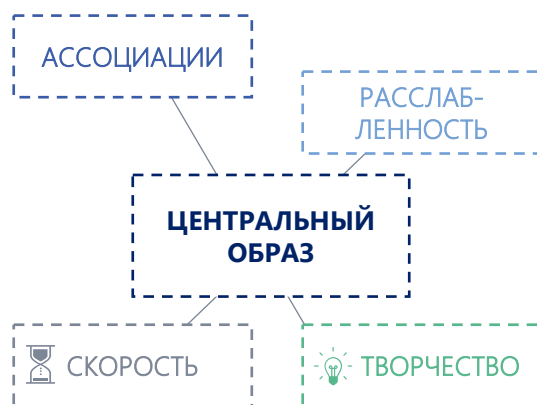 АССОЦИАЦИИ
РАССЛАБ-
ЛЕННОСТЬ
ЦЕНТРАЛЬНЫЙ
ОБРАЗ
СКОРОСТЬ
ТВОРЧЕСТВО